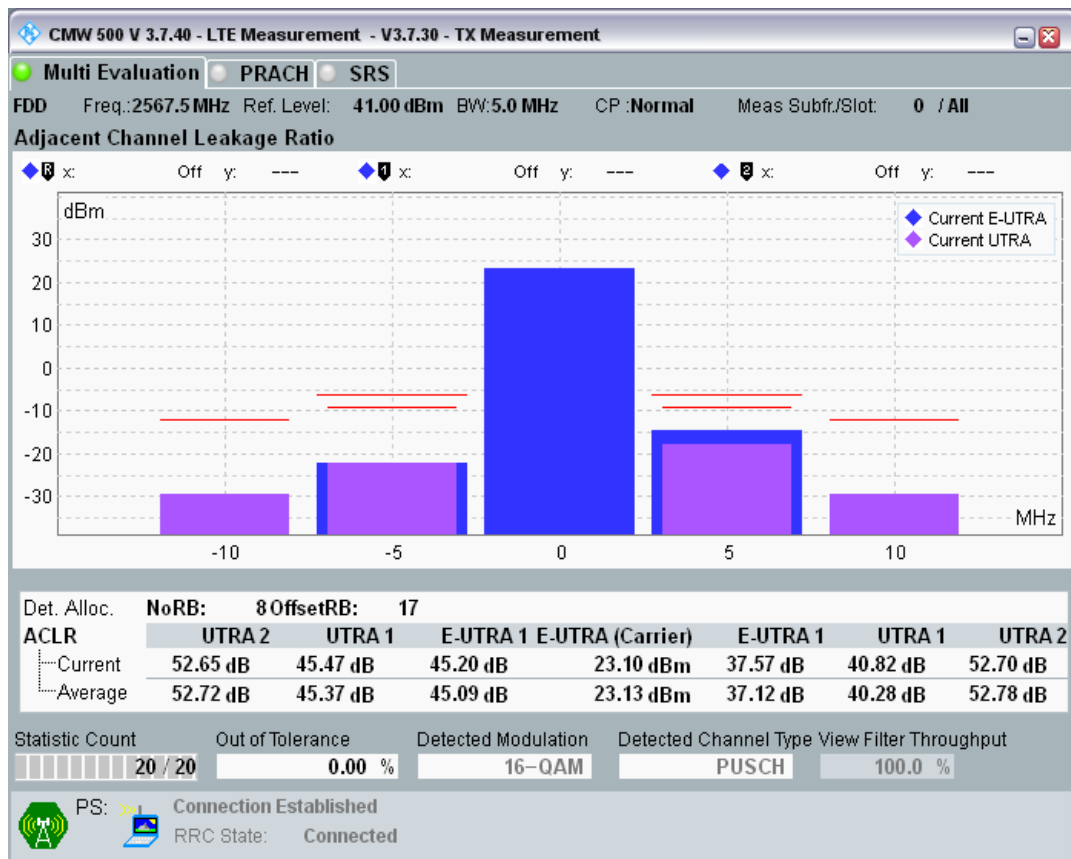 CMW 500 V 3.7.40 - LTE Measurement - V3.7.30 - TX Measurement
Multi Evaluation PRACH SRS
FDD Freq.:2567.5 MHz Ref. Level: 41.00 dBm BW:5.0 MHz CP :Normal Meas Subfr./Slot: 0 / All
Adjacent Channel Leakage Ratio
R x: Off y: --- 1 x: Off y: --- 2 x: Off y: ---
dBm
Current E-UTRA
Current UTRA
30
20
10
0
-10
-20
-30
MHz
-10 -5 0 5 10
Det. Alloc. NoRB: 8 OffsetRB: 17
ACLR UTRA 2 UTRA 1 E-UTRA 1 E-UTRA (Carrier) E-UTRA 1 UTRA 1 UTRA 2
Current 52.65 dB 45.47 dB 45.20 dB 23.10 dBm 37.57 dB 40.82 dB 52.70 dB
Average 52.72 dB 45.37 dB 45.09 dB 23.13 dBm 37.12 dB 40.28 dB 52.78 dB
Statistic Count Out of Tolerance Detected Modulation Detected Channel Type View Filter Throughput
20 / 20 0.00 % 16-QAM PUSCH 100.0 %
PS: Connection Established
RRC State: Connected